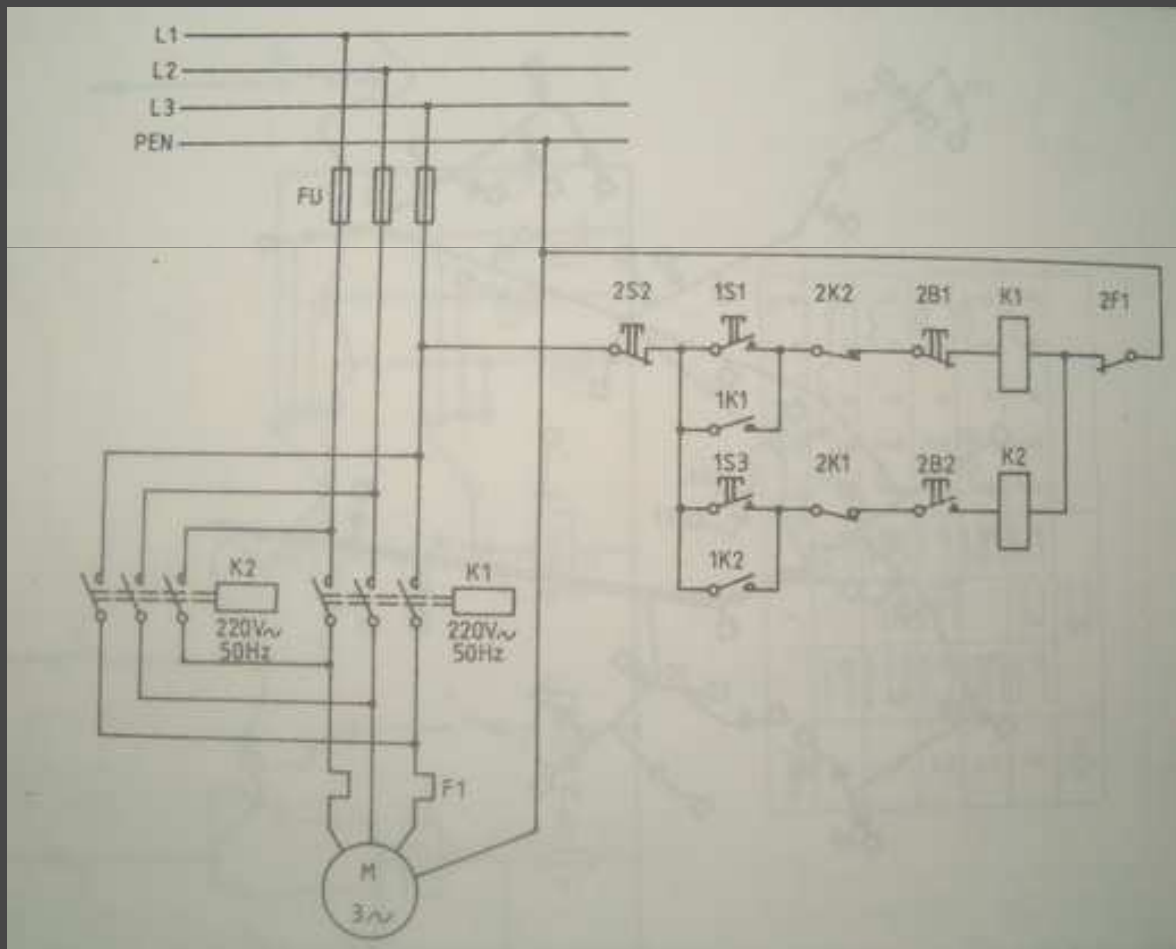 L1
L2
L3
PEN
FU
2S2 1S1 2K2 2B1 K1 2F1
1K1
1S3 2K1 2B2 K2
1K2
K2 K1
220V~ 220V~
50Hz 50Hz
F1
M
3~